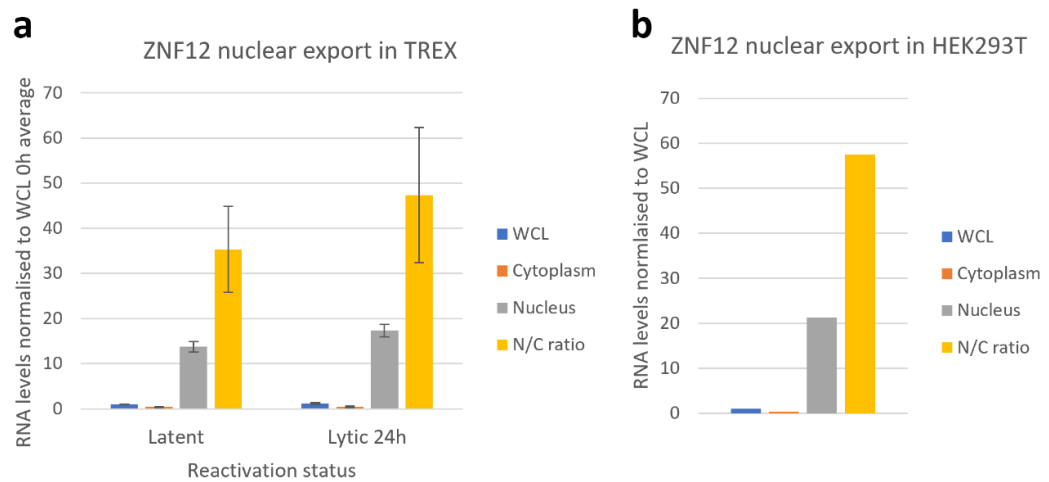 a
ZNF12 nuclear export in TREX
RNA levels normalised to WCL 0h average
70
60
50
40
30
20
10
0
Latent
Lytic 24h
Reactivation status
WCL
Cytoplasm
Nucleus
N/C ratio
b
ZNF12 nuclear export in HEK293T
RNA levels normlaised to WCL
70
60
50
40
30
20
10
0
WCL
Cytoplasm
Nucleus
N/C ratio